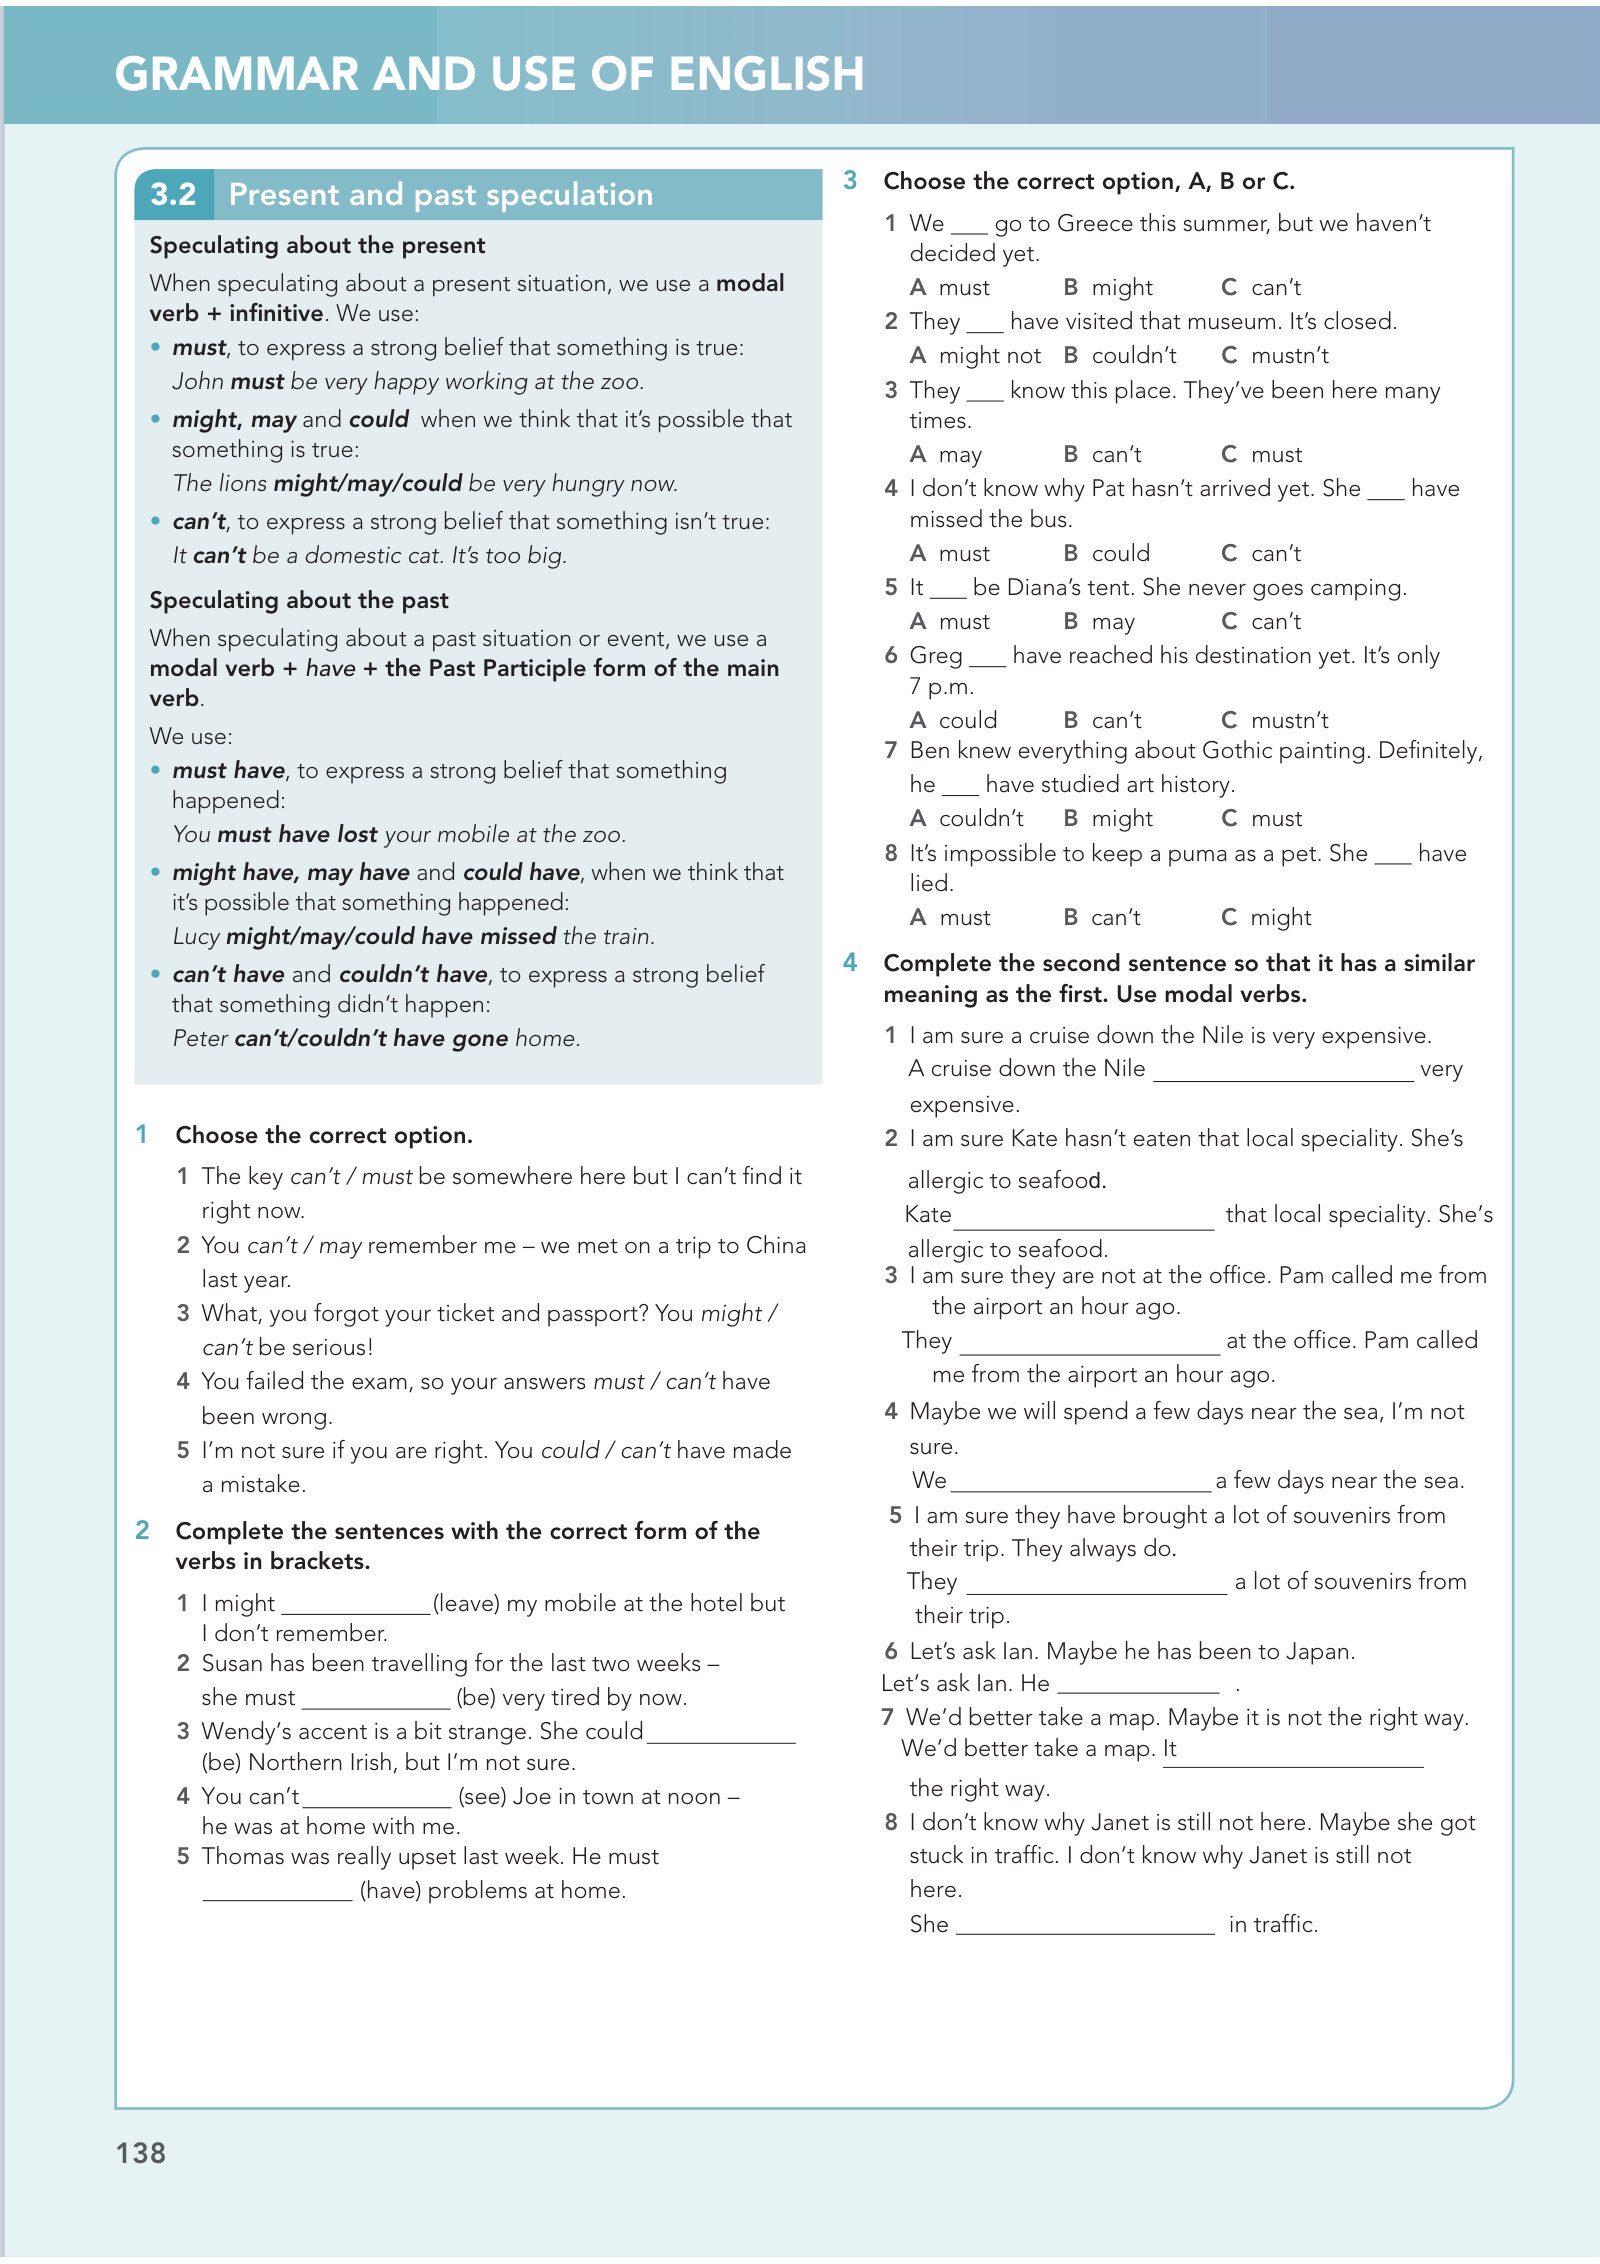 GRAMMAR AND USE OF ENGLISH
3.2 Present and past speculation
Speculating about the present
When speculating about a present situation, we use a modal
verb + infinitive. We use:
• must, to express a strong belief that something is true:
John must be very happy working at the zoo.
• might, may and could when we think that it's possible that
something is true:
The lions might/may/could be very hungry now.
• can't, to express a strong belief that something isn't true:
It can't be a domestic cat. It's too big.
Speculating about the past
When speculating about a past situation or event, we use a
modal verb + have + the Past Participle form of the main
verb.
We use:
• must have, to express a strong belief that something
happened:
You must have lost your mobile at the zoo.
• might have, may have and could have, when we think that
it's possible that something happened:
Lucy might/may/could have missed the train.
• can't have and couldn't have, to express a strong belief
that something didn't happen:
Peter can't/couldn't have gone home.
1 Choose the correct option.
1 The key can't / must be somewhere here but I can't find it
right now.
2 You can't / may remember me – we met on a trip to China
last year.
3 What, you forgot your ticket and passport? You might /
can't be serious!
4 You failed the exam, so your answers must / can't have
been wrong.
5 I'm not sure if you are right. You could / can't have made
a mistake.
2 Complete the sentences with the correct form of the
verbs in brackets.
1 I might ____________ (leave) my mobile at the hotel but
I don't remember.
2 Susan has been travelling for the last two weeks –
she must ____________ (be) very tired by now.
3 Wendy's accent is a bit strange. She could ____________
(be) Northern Irish, but I'm not sure.
4 You can't ____________ (see) Joe in town at noon –
he was at home with me.
5 Thomas was really upset last week. He must
____________ (have) problems at home.
3 Choose the correct option, A, B or C.
1 We ___ go to Greece this summer, but we haven't
decided yet.
A must B might C can't
2 They ___ have visited that museum. It's closed.
A might not B couldn't C mustn't
3 They ___ know this place. They've been here many
times.
A may B can't C must
4 I don't know why Pat hasn't arrived yet. She ___ have
missed the bus.
A must B could C can't
5 It ___ be Diana's tent. She never goes camping.
A must B may C can't
6 Greg ___ have reached his destination yet. It's only
7 p.m.
A could B can't C mustn't
7 Ben knew everything about Gothic painting. Definitely,
he ___ have studied art history.
A couldn't B might C must
8 It's impossible to keep a puma as a pet. She ___ have
lied.
A must B can't C might
4 Complete the second sentence so that it has a similar
meaning as the first. Use modal verbs.
1 I am sure a cruise down the Nile is very expensive.
A cruise down the Nile _____________________ very
expensive.
2 I am sure Kate hasn't eaten that local speciality. She's
allergic to seafood.
Kate _____________________ that local speciality. She's
allergic to seafood.
3 I am sure they are not at the office. Pam called me from
the airport an hour ago.
They _____________________ at the office. Pam called
me from the airport an hour ago.
4 Maybe we will spend a few days near the sea, I'm not
sure.
We _____________________ a few days near the sea.
5 I am sure they have brought a lot of souvenirs from
their trip. They always do.
They _____________________ a lot of souvenirs from
their trip.
6 Let's ask Ian. Maybe he has been to Japan.
Let's ask Ian. He _____________ .
7 We'd better take a map. Maybe it is not the right way.
We'd better take a map. It _____________________
the right way.
8 I don't know why Janet is still not here. Maybe she got
stuck in traffic. I don't know why Janet is still not
here.
She _____________________ in traffic.
138